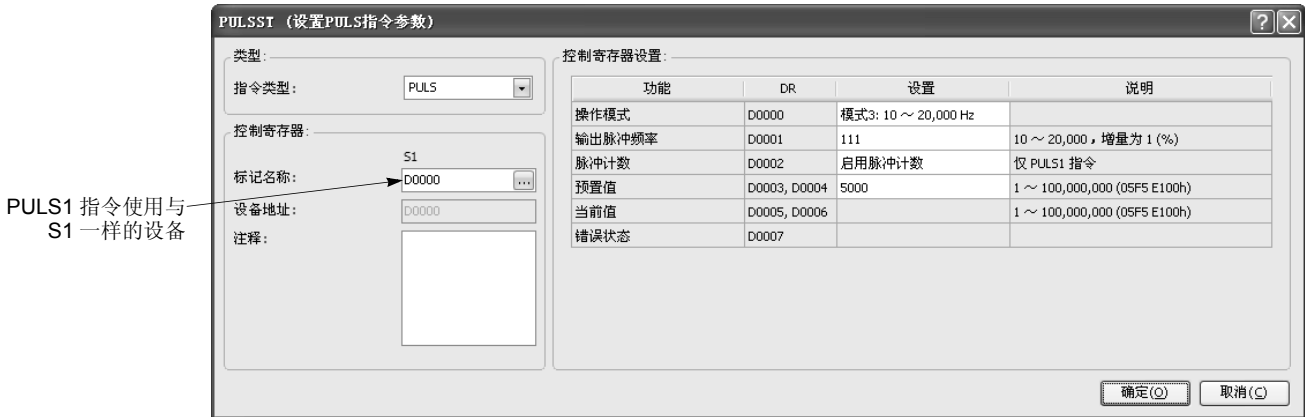 PULSST (设置PULS指令参数)
类型:
指令类型: PULS
控制寄存器:
S1
标记名称: D0000 ...
设备地址: D0000
注释:
PULS1 指令使用与
S1 一样的设备
控制寄存器设置:
功能 DR 设置 说明
操作模式 D0000 模式3: 10 ～ 20,000 Hz
输出脉冲频率 D0001 111 10 ～ 20,000，增量为 1 (%)
脉冲计数 D0002 启用脉冲计数 仅 PULS1 指令
预置值 D0003, D0004 5000 1 ～ 100,000,000 (05F5 E100h)
当前值 D0005, D0006 1 ～ 100,000,000 (05F5 E100h)
错误状态 D0007
确定(O) 取消(C)